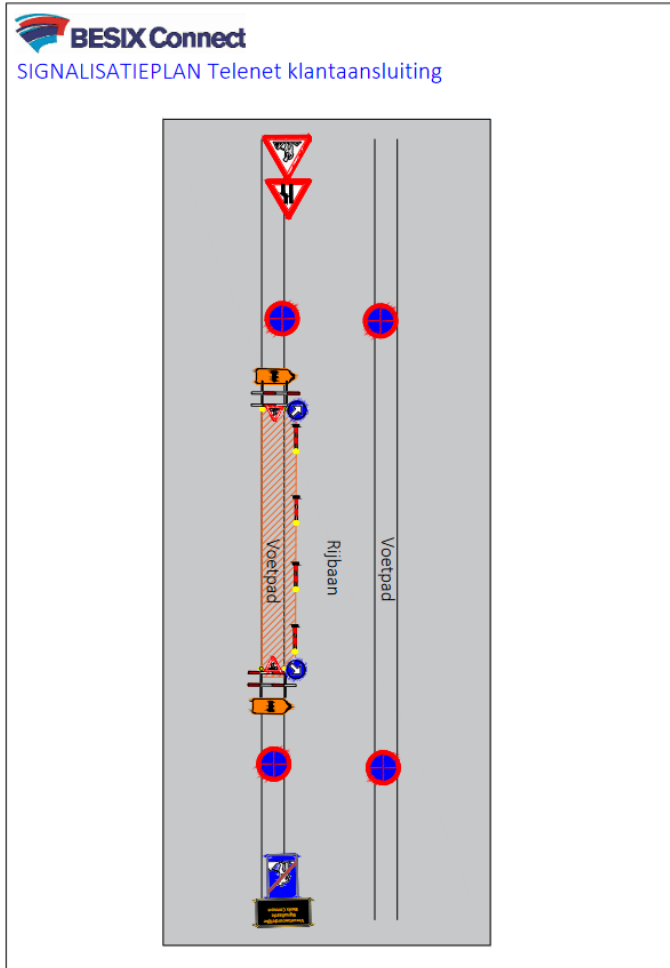 BESIX Connect
SIGNALISATIEPLAN Telenet klantaansluiting
Voetpad
Rijbaan
Voetpad